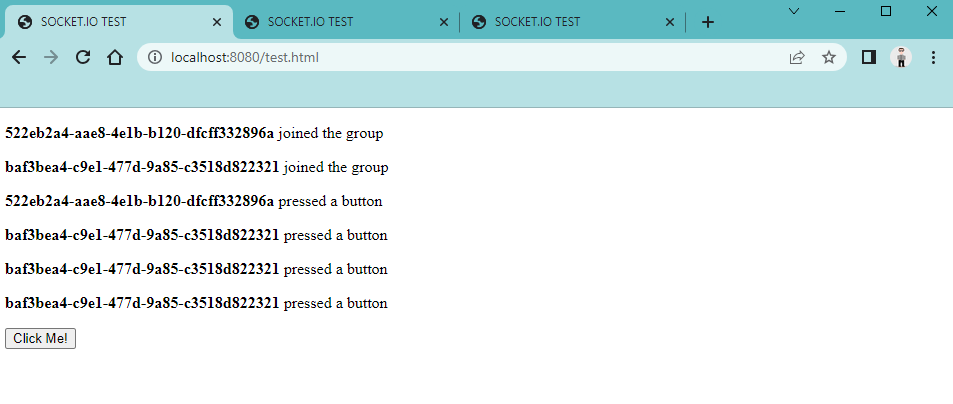 SOCKET.IO TEST
SOCKET.IO TEST
SOCKET.IO TEST
localhost:8080/test.html
522eb2a4-aae8-4e1b-b120-dfcff332896a joined the group
baf3bea4-c9e1-477d-9a85-c3518d822321 joined the group
522eb2a4-aae8-4e1b-b120-dfcff332896a pressed a button
baf3bea4-c9e1-477d-9a85-c3518d822321 pressed a button
baf3bea4-c9e1-477d-9a85-c3518d822321 pressed a button
baf3bea4-c9e1-477d-9a85-c3518d822321 pressed a button
Click Me!